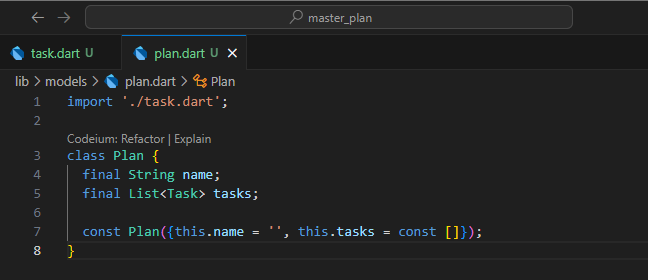 master_plan
task.dart U
plan.dart U
lib > models > plan.dart > Plan
1 import './task.dart';
2
Codeium: Refactor | Explain
3 class Plan {
4 final String name;
5 final List<Task> tasks;
6
7 const Plan({this.name = '', this.tasks = const []});
8 }